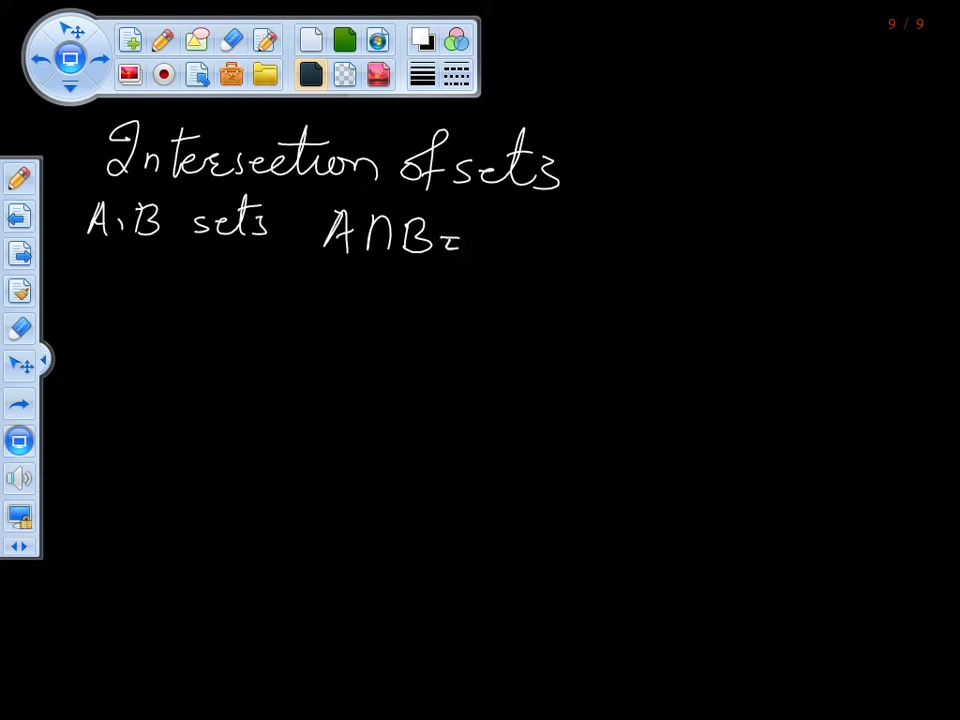 9 / 9
Intersection of sets
A, B sets A∩B=